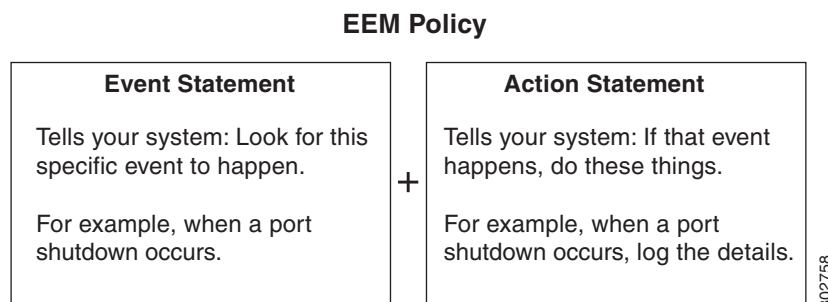 EEM Policy
Event Statement
Tells your system: Look for this
specific event to happen.
For example, when a port
shutdown occurs.
+
Action Statement
Tells your system: If that event
happens, do these things.
For example, when a port
shutdown occurs, log the details.